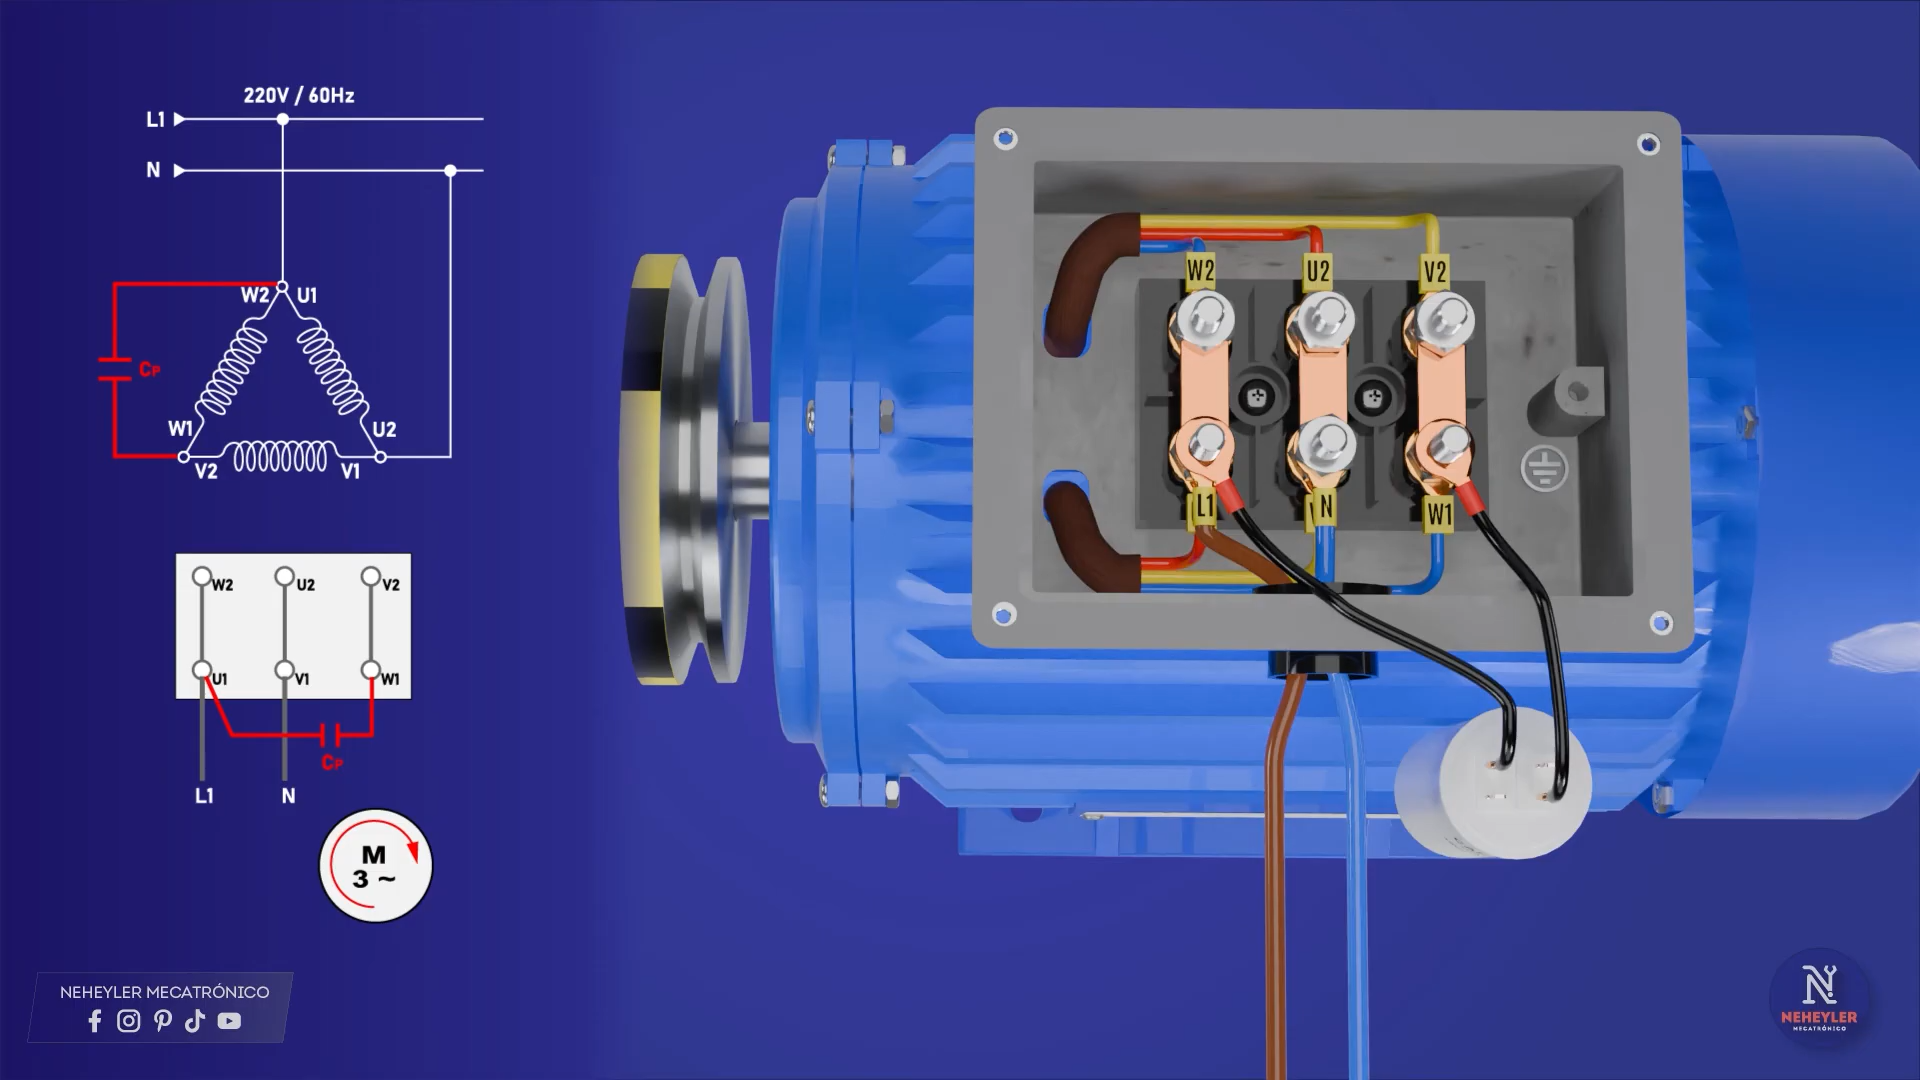 220V / 60Hz
L1
N
W2 U1
CP
W1 U2
V2 V1
W2 U2 V2
U1 V1 W1
CP
L1 N
M
3 ~
W2 U2 V2
L1 N W1
NEHEYLER MECATRÓNICO
NEHEYLER
MECATRÓNICO